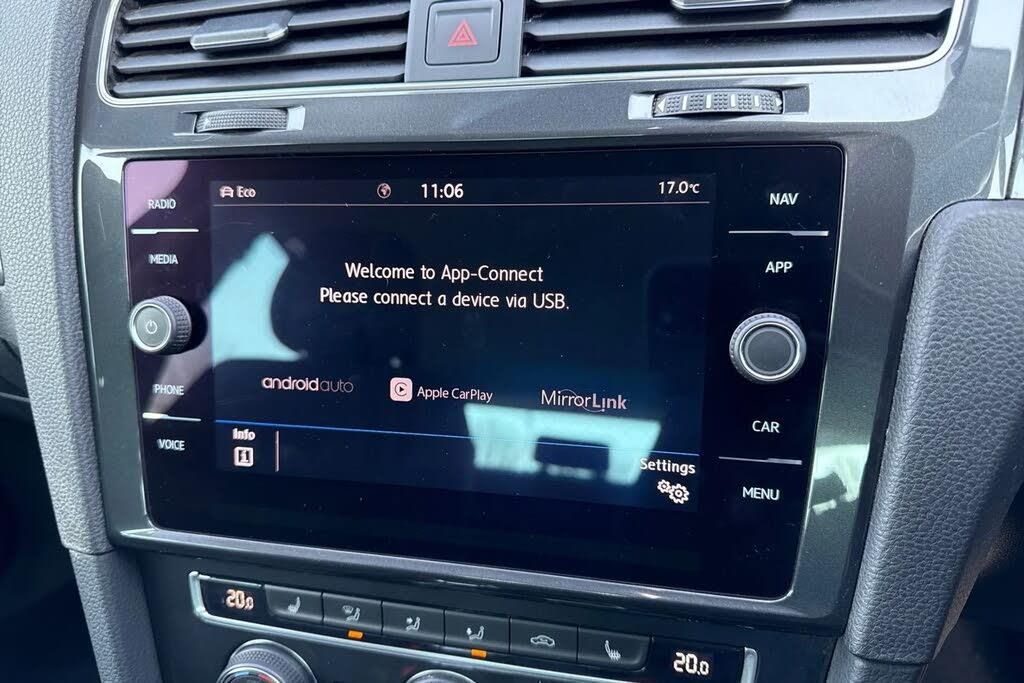 RADIO
MEDIA
PHONE
VOICE
Eco
11:06
17.0°C
Welcome to App-Connect
Please connect a device via USB.
androidauto
Apple CarPlay
MirrorLink
Info
Settings
NAV
APP
CAR
MENU
20.0
20.0